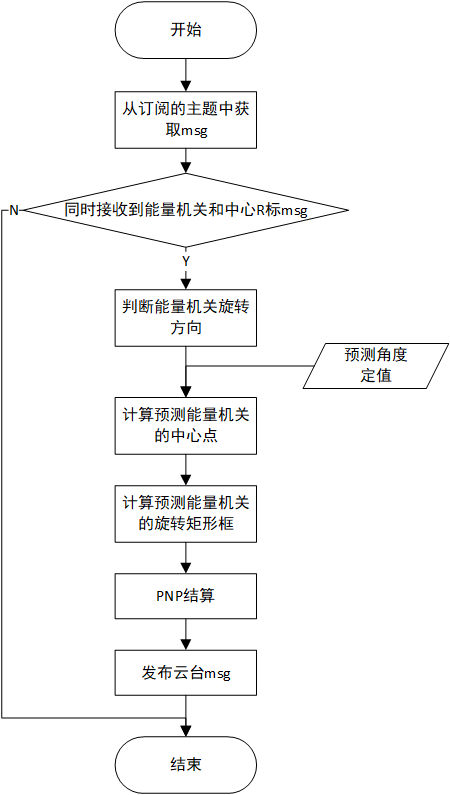 开始
从订阅的主题中获
取msg
同时接收到能量机关和中心R标msg
N
Y
判断能量机关旋转
方向
预测角度
定值
计算预测能量机关
的中心点
计算预测能量机关
的旋转矩形框
PNP结算
发布云台msg
结束